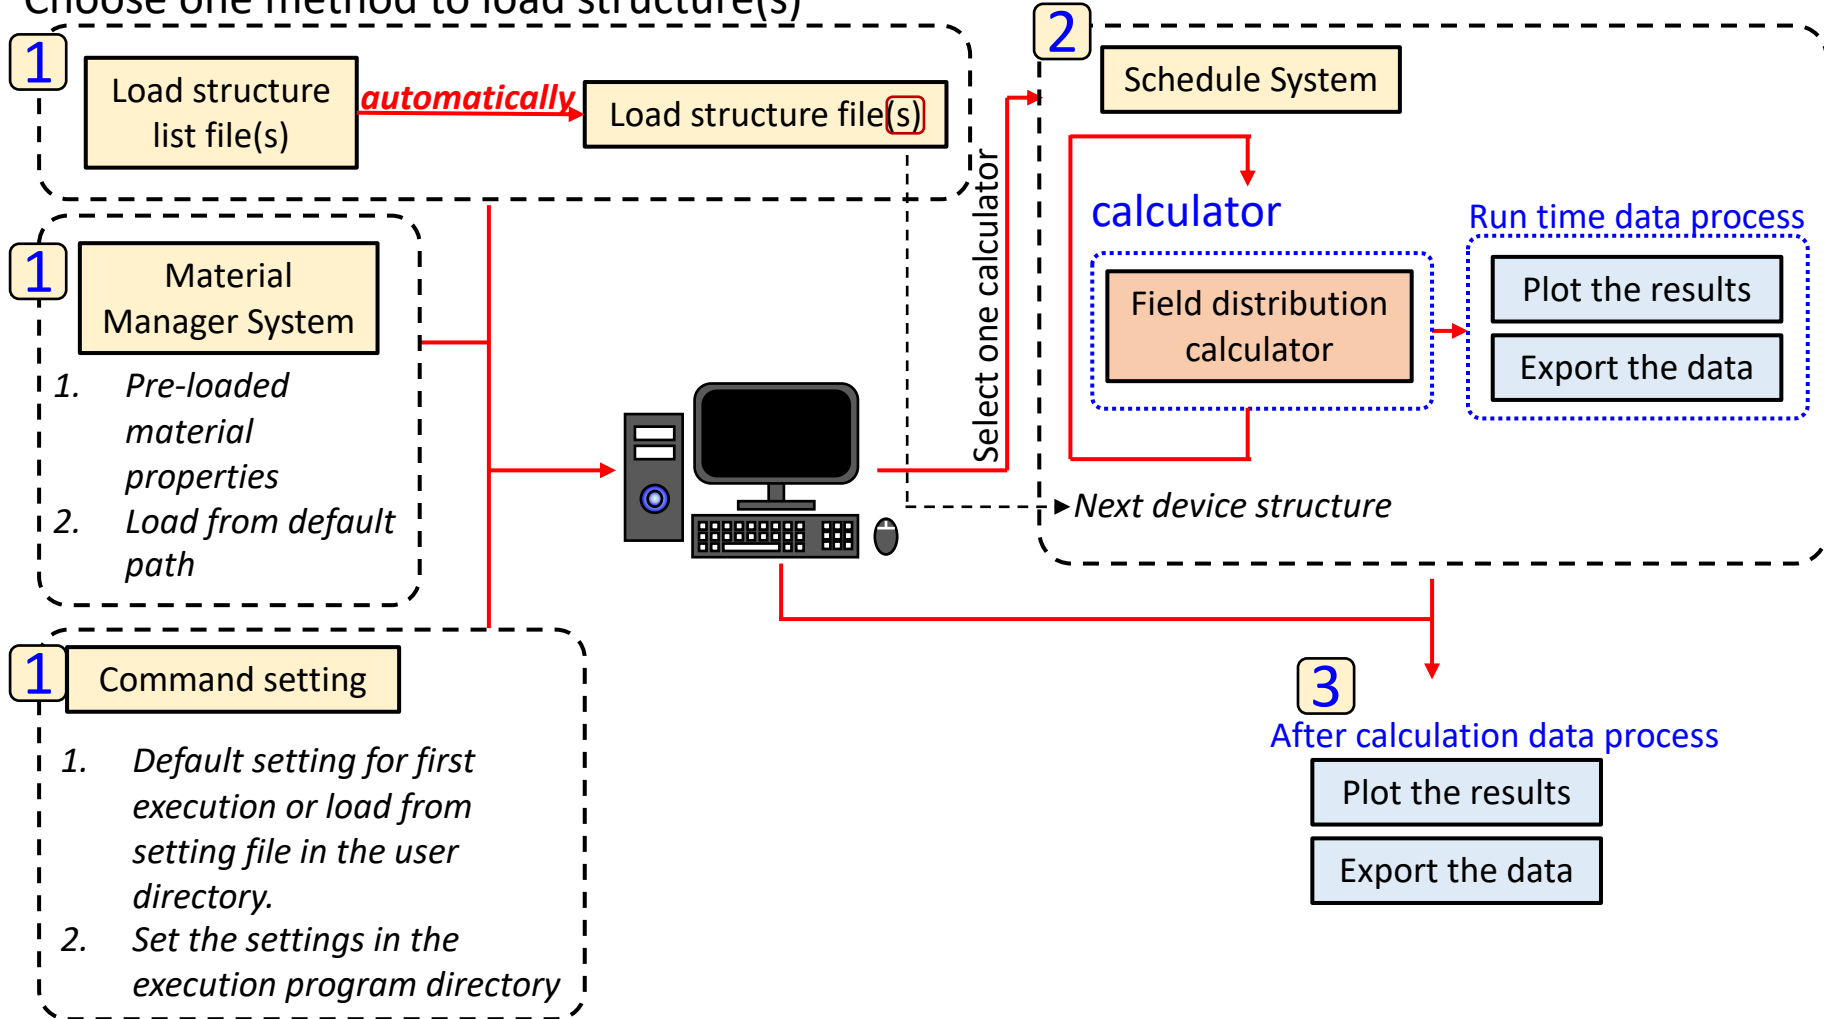 Choose one method to load structure(s)
1
Load structure
list file(s)
automatically
Load structure file(s)
1
Material
Manager System
1. Pre-loaded
material
properties
2. Load from default
path
1
Command setting
1. Default setting for first
execution or load from
setting file in the user
directory.
2. Set the settings in the
execution program directory
Select one calculator
2
Schedule System
calculator
Field distribution
calculator
Run time data process
Plot the results
Export the data
Next device structure
3
After calculation data process
Plot the results
Export the data